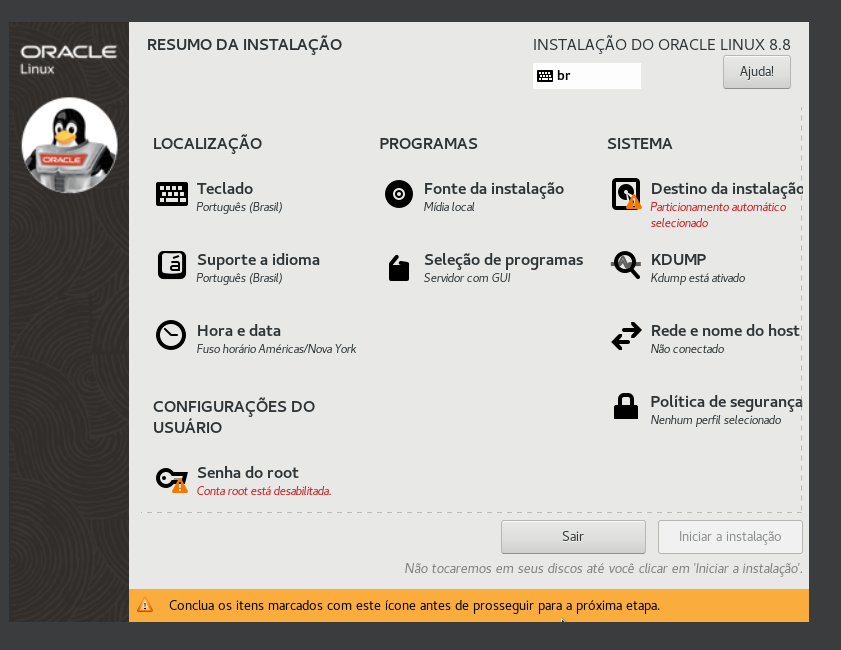 ORACLE
Linux
ORACLE
RESUMO DA INSTALAÇÃO
INSTALAÇÃO DO ORACLE LINUX 8.8
br
Ajuda!
LOCALIZAÇÃO
Teclado
Português (Brasil)
Suporte a idioma
Português (Brasil)
Hora e data
Fuso horário Américas/Nova York
CONFIGURAÇÕES DO
USUÁRIO
Senha do root
Conta root está desabilitada.
PROGRAMAS
Fonte da instalação
Mídia local
Seleção de programas
Servidor com GUI
SISTEMA
Destino da instalação
Particionamento automático
selecionado
KDUMP
Kdump está ativado
Rede e nome do host
Não conectado
Política de segurança
Nenhum perfil selecionado
Sair
Iniciar a instalação
Não tocaremos em seus discos até você clicar em 'Iniciar a instalação'.
Conclua os itens marcados com este ícone antes de prosseguir para a próxima etapa.